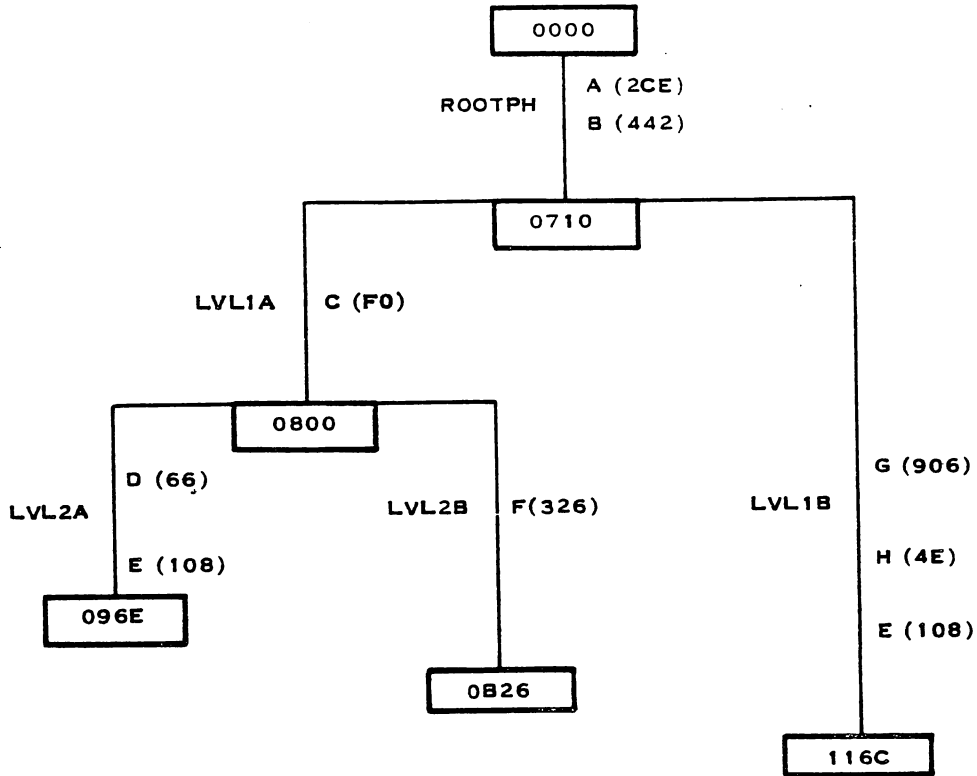 0000
ROOTPH
A (2CE)
B (442)
0710
LVL1A
C (F0)
0800
LVL2A
D (66)
E (108)
096E
LVL2B
F(326)
0B26
LVL1B
G (906)
H (4E)
E (108)
116C